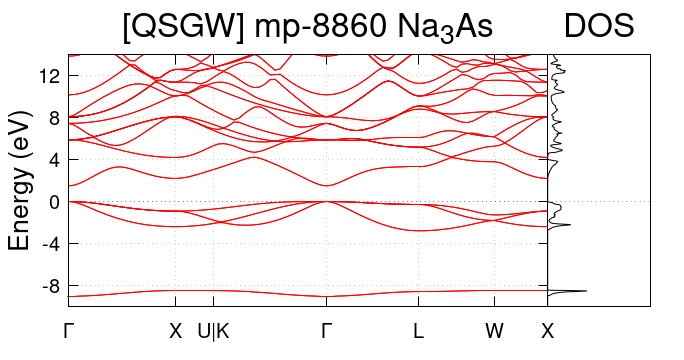 [QSGW] mp-8860 Na₃As DOS
Energy (eV)
12
8
4
0
-4
-8
Γ X U|K Γ L W X